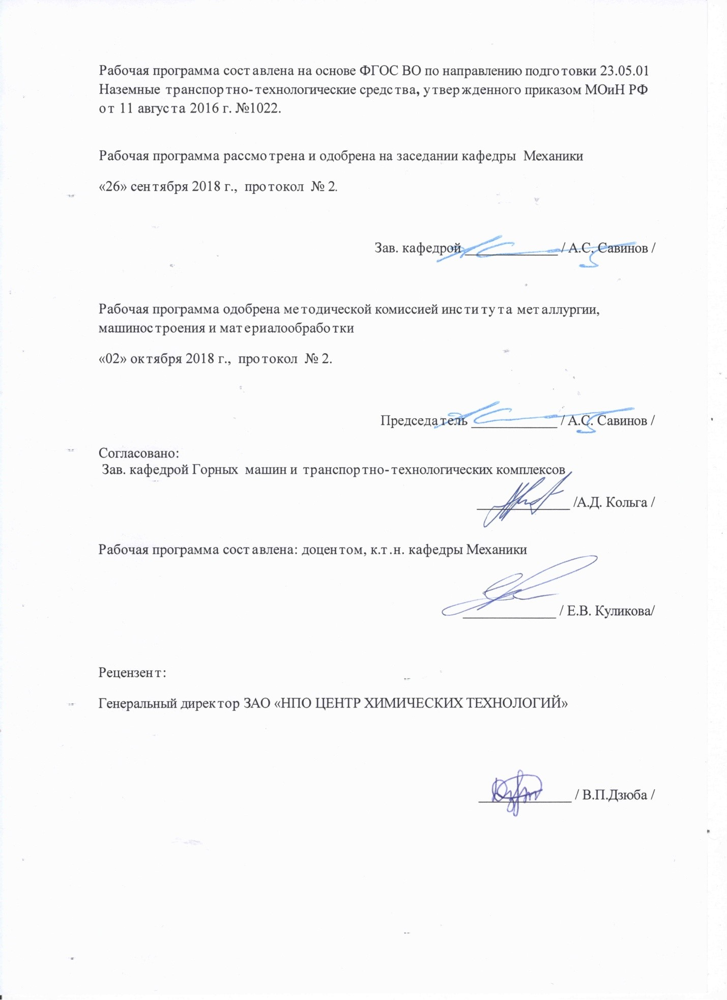 Рабочая программа составлена на основе ФГОС ВО по направлению подготовки 23.05.01
Наземные транспортно-технологические средства, утвержденного приказом МОиН РФ
от 11 августа 2016 г. №1022.
Рабочая программа рассмотрена и одобрена на заседании кафедры Механики
«26» сентября 2018 г., протокол № 2.
Зав. кафедрой _____________ / А.С. Савинов /
Рабочая программа одобрена методической комиссией института металлургии,
машиностроения и материалообработки
«02» октября 2018 г., протокол № 2.
Председатель ____________ / А.С. Савинов /
Согласовано:
Зав. кафедрой Горных машин и транспортно-технологических комплексов
_____________ /А.Д. Кольга /
Рабочая программа составлена: доцентом, к.т.н. кафедры Механики
_____________ / Е.В. Куликова/
Рецензент:
Генеральный директор ЗАО «НПО ЦЕНТР ХИМИЧЕСКИХ ТЕХНОЛОГИЙ»
_____________ / В.П.Дзюба /